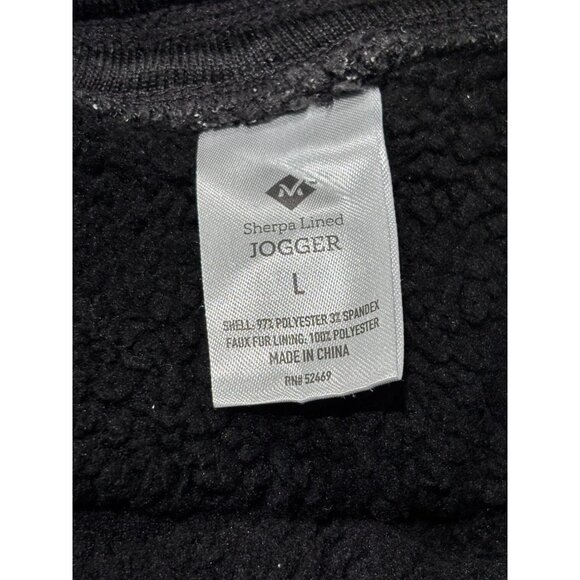 M
Sherpa Lined
JOGGER
L
SHELL: 97% POLYESTER 3% SPANDEX
FAUX FUR LINING: 100% POLYESTER
MADE IN CHINA
RN# 52469